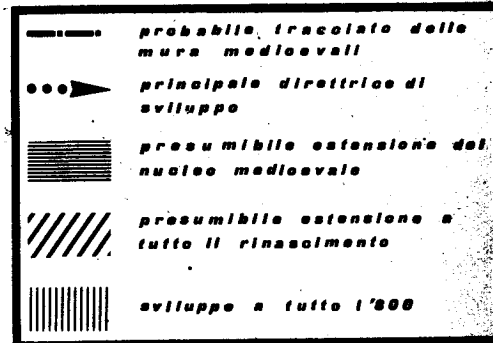 probabile tracciato delle
mura medioevali
principale direttrice di
sviluppo
presumibile estensione del
nucleo medioevale
presumibile estensione a
tutto il rinascimento
sviluppo a tutto l'800